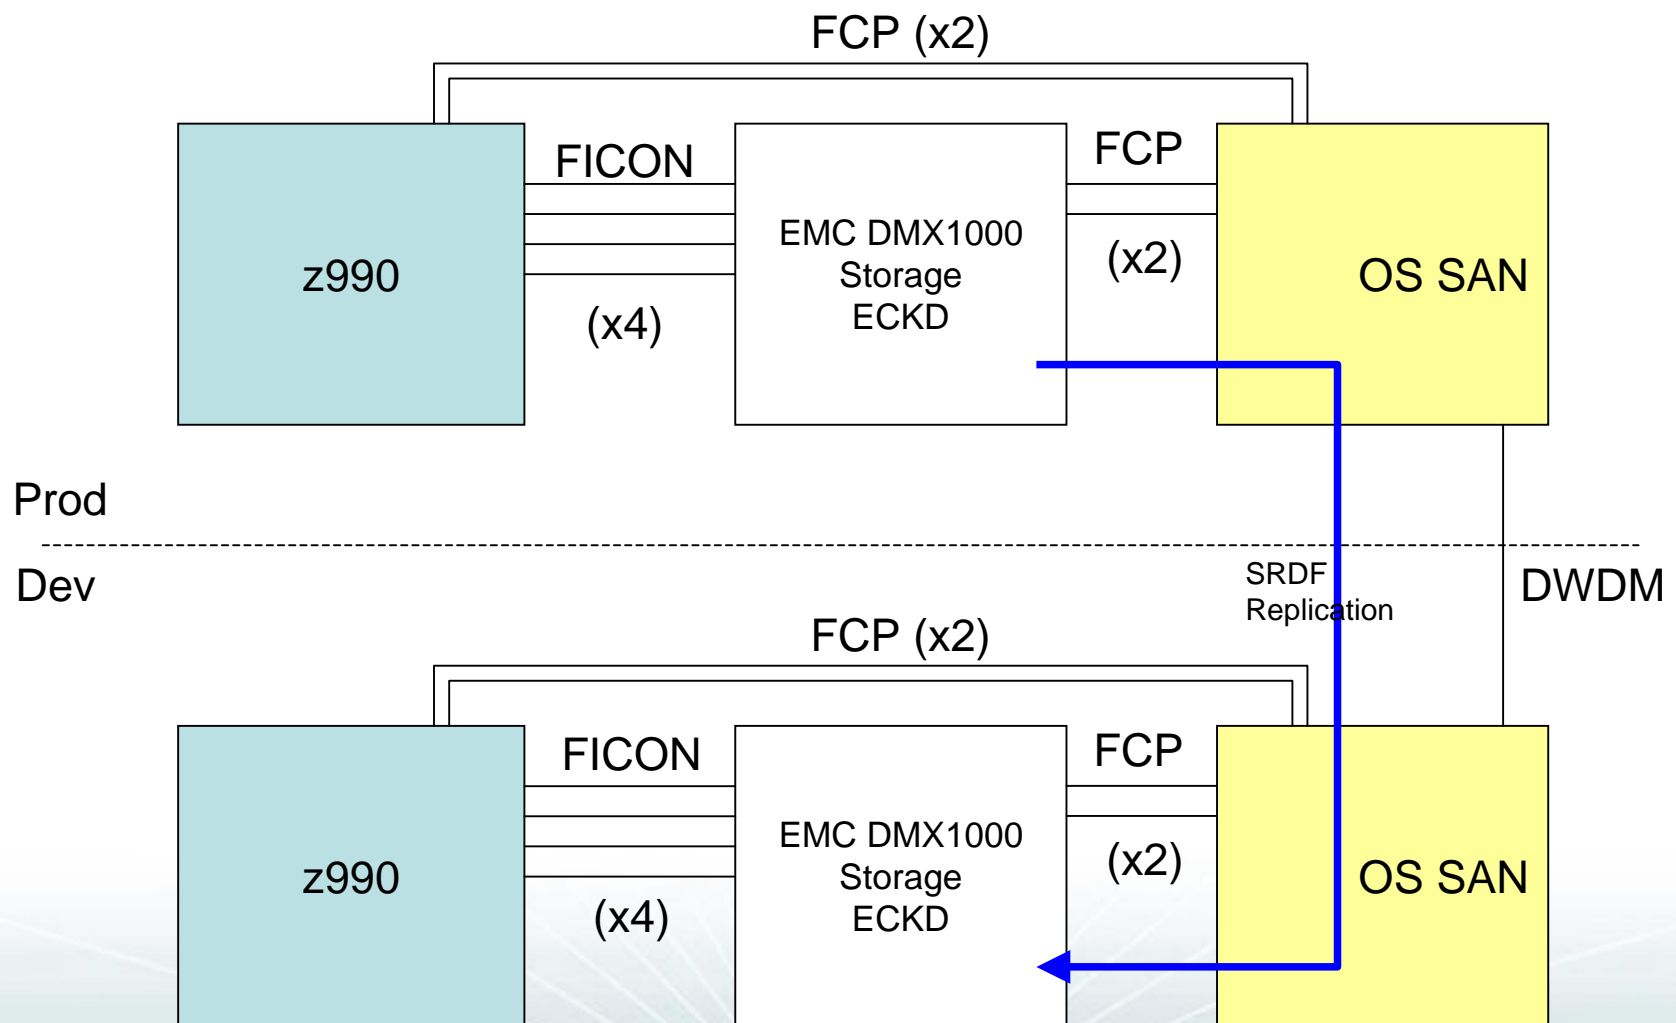 FCP (x2)
FICON
FCP
z990
EMC DMX1000
Storage
ECKD
(x2)
OS SAN
(x4)
Prod
Dev
SRDF
Replication
DWDM
FCP (x2)
FICON
FCP
z990
EMC DMX1000
Storage
ECKD
(x2)
OS SAN
(x4)